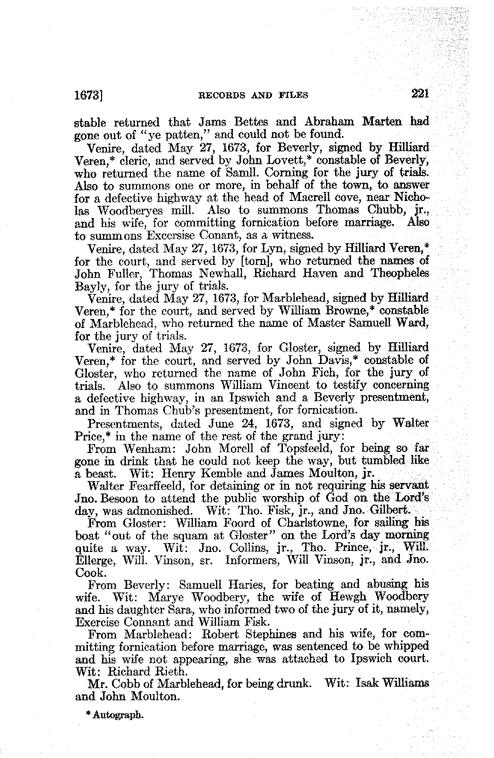 1673] RECORDS AND FILES 221
stable returned that Jams Bettes and Abraham Marten had
gone out of "ye patten," and could not be found.
Venire, dated May 27, 1673, for Beverly, signed by Hilliard
Veren,* cleric, and served by John Lovett,* constable of Beverly,
who returned the name of Samll. Corning for the jury of trials.
Also to summons one or more, in behalf of the town, to answer
for a defective highway at the head of Macrell cove, near Nicho-
las Woodberyes mill. Also to summons Thomas Chubb, jr.,
and his wife, for committing fornication before marriage. Also
to summons Excersise Conant, as a witness.
Venire, dated May 27, 1673, for Lyn, signed by Hilliard Veren,*
for the court, and served by [torn], who returned the names of
John Fuller, Thomas Newhall, Richard Haven and Theopheles
Bayly, for the jury of trials.
Venire, dated May 27, 1673, for Marblehead, signed by Hilliard
Veren,* for the court, and served by William Browne,* constable
of Marblehead, who returned the name of Master Samuell Ward,
for the jury of trials.
Venire, dated May 27, 1673, for Gloster, signed by Hilliard
Veren,* for the court, and served by John Davis,* constable of
Gloster, who returned the name of John Fich, for the jury of
trials. Also to summons William Vincent to testify concerning
a defective highway, in an Ipswich and a Beverly presentment,
and in Thomas Chub's presentment, for fornication.
Presentments, dated June 24, 1673, and signed by Walter
Price,* in the name of the rest of the grand jury:
From Wenham: John Morell of Topsfeeld, for being so far
gone in drink that he could not keep the way, but tumbled like
a beast. Wit: Henry Kemble and James Moulton, jr.
Walter Fearffeeld, for detaining or in not requiring his servant
Jno. Besoon to attend the public worship of God on the Lord's
day, was admonished. Wit: Tho. Fisk, jr., and Jno. Gilbert.
From Gloster: William Foord of Charlstowne, for sailing his
boat "out of the squam at Gloster" on the Lord's day morning
quite a way. Wit: Jno. Collins, jr., Tho. Prince, jr., Will.
Ellerge, Will. Vinson, sr. Informers, Will Vinson, jr., and Jno.
Cook.
From Beverly: Samuell Haries, for beating and abusing his
wife. Wit: Marye Woodbery, the wife of Hewgh Woodbery
and his daughter Sara, who informed two of the jury of it, namely,
Exercise Connant and William Fisk.
From Marblehead: Robert Stephines and his wife, for com-
mitting fornication before marriage, was sentenced to be whipped
and his wife not appearing, she was attached to Ipswich court.
Wit: Richard Rieth.
Mr. Cobb of Marblehead, for being drunk. Wit: Isak Williams
and John Moulton.
* Autograph.